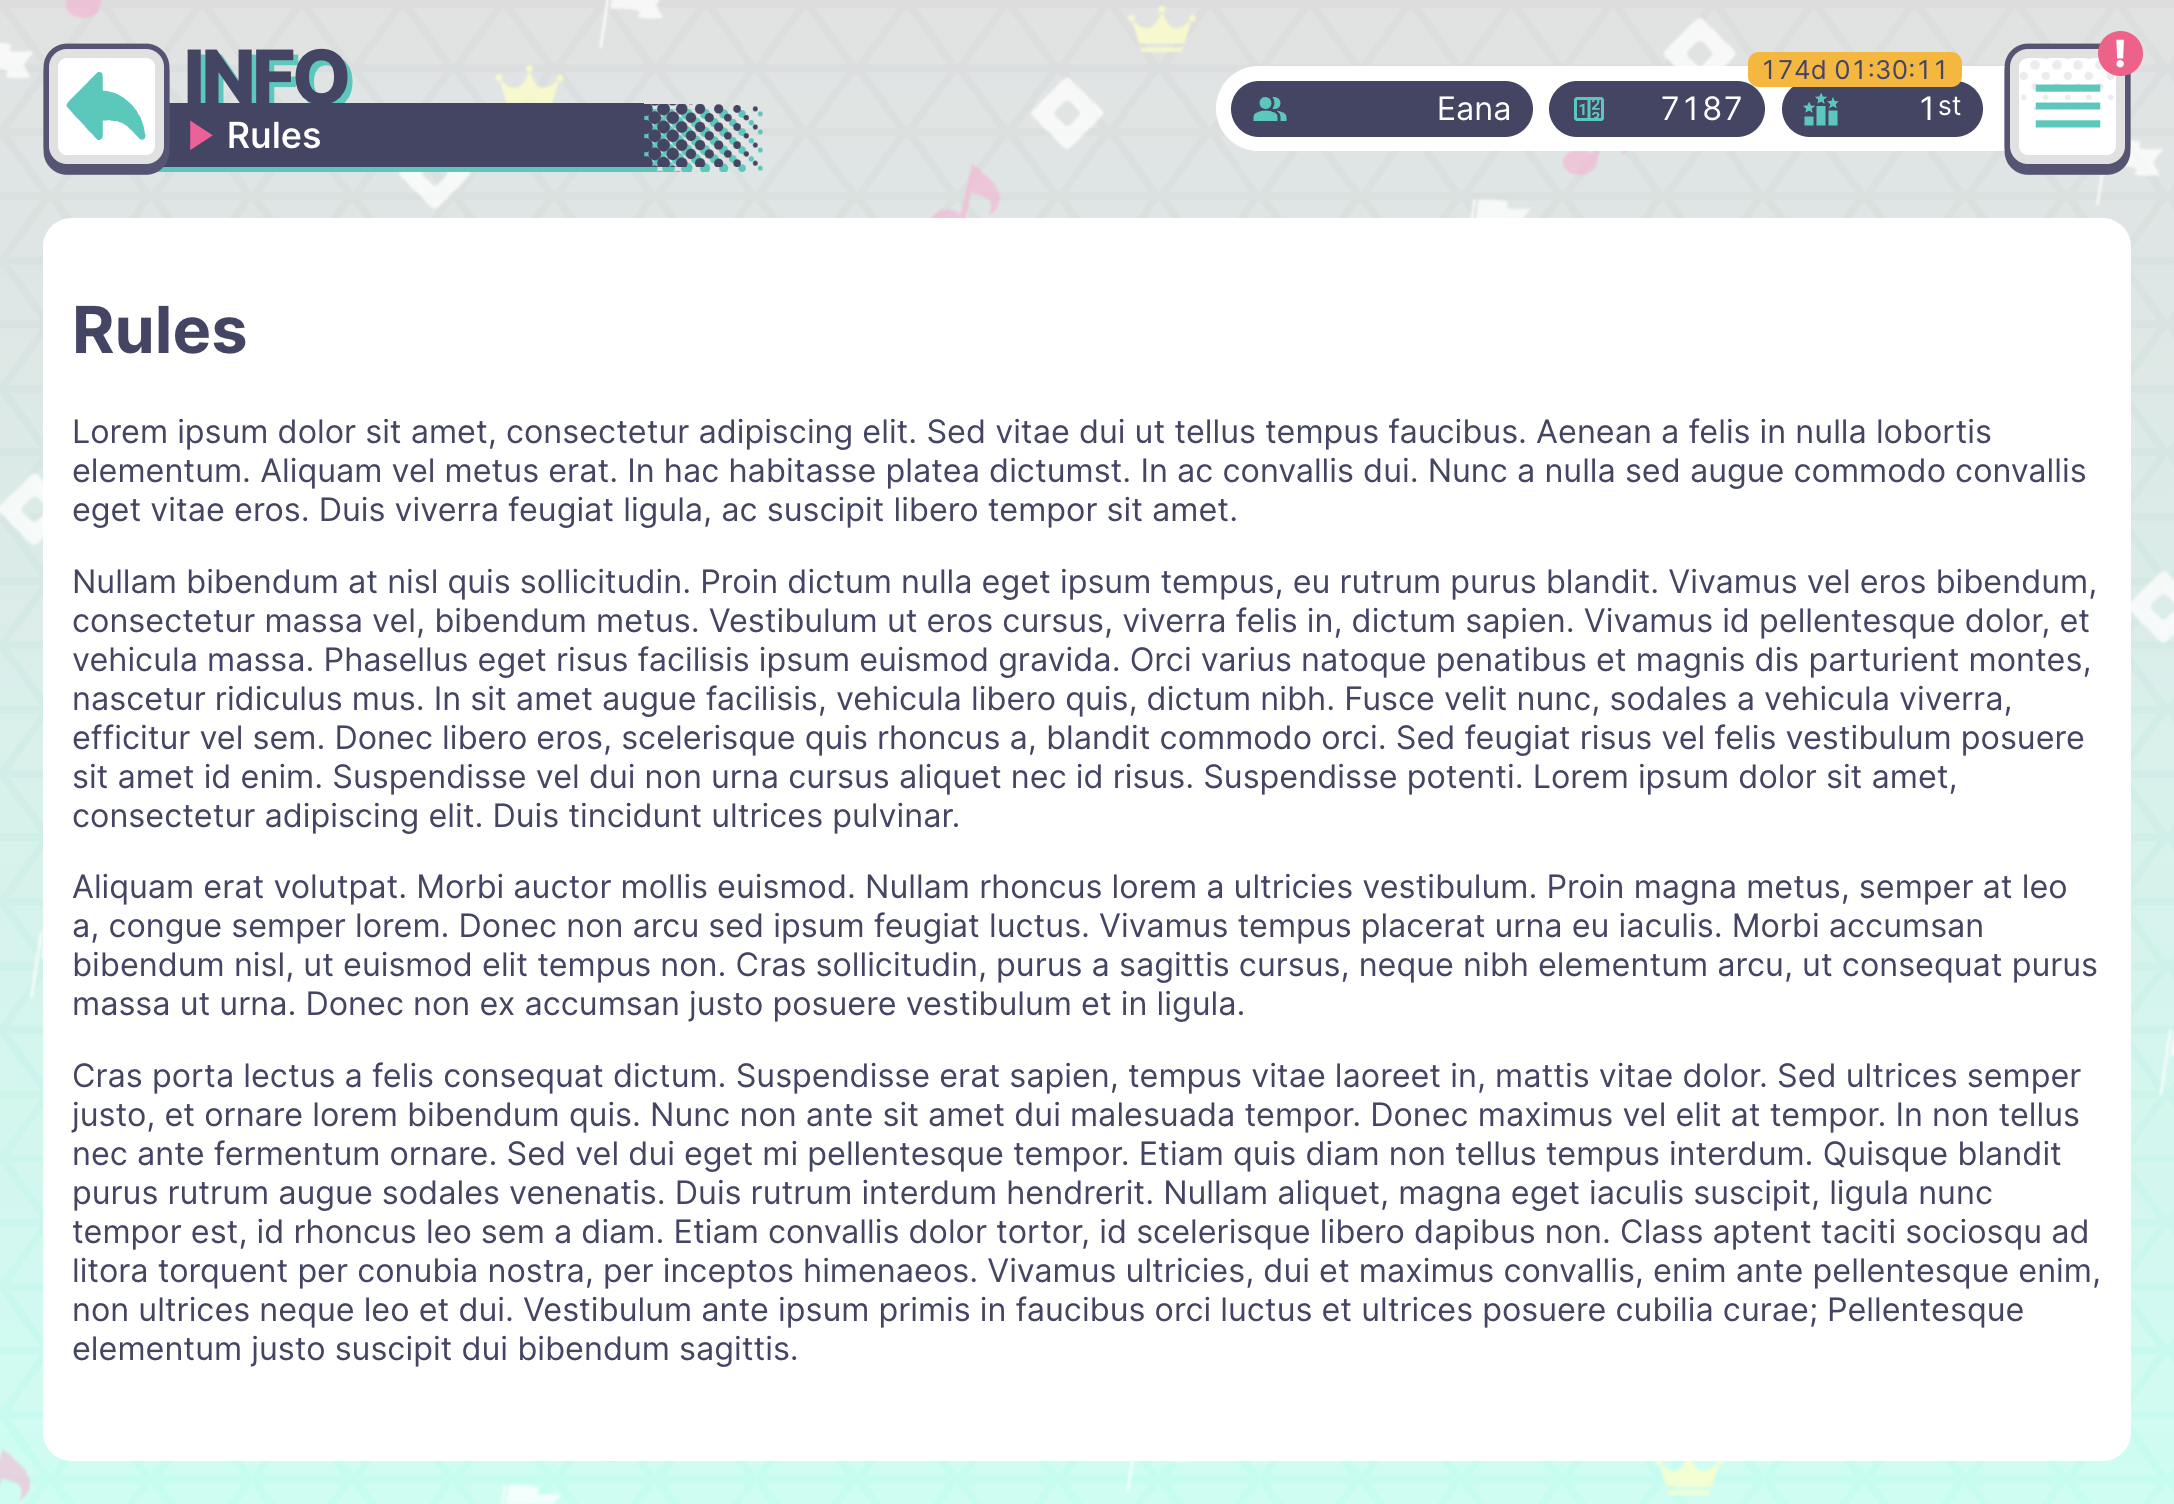 INFO
Rules
Eana
7187
174d 01:30:11
1st
!
Rules
Lorem ipsum dolor sit amet, consectetur adipiscing elit. Sed vitae dui ut tellus tempus faucibus. Aenean a felis in nulla lobortis
elementum. Aliquam vel metus erat. In hac habitasse platea dictumst. In ac convallis dui. Nunc a nulla sed augue commodo convallis
eget vitae eros. Duis viverra feugiat ligula, ac suscipit libero tempor sit amet.
Nullam bibendum at nisl quis sollicitudin. Proin dictum nulla eget ipsum tempus, eu rutrum purus blandit. Vivamus vel eros bibendum,
consectetur massa vel, bibendum metus. Vestibulum ut eros cursus, viverra felis in, dictum sapien. Vivamus id pellentesque dolor, et
vehicula massa. Phasellus eget risus facilisis ipsum euismod gravida. Orci varius natoque penatibus et magnis dis parturient montes,
nascetur ridiculus mus. In sit amet augue facilisis, vehicula libero quis, dictum nibh. Fusce velit nunc, sodales a vehicula viverra,
efficitur vel sem. Donec libero eros, scelerisque quis rhoncus a, blandit commodo orci. Sed feugiat risus vel felis vestibulum posuere
sit amet id enim. Suspendisse vel dui non urna cursus aliquet nec id risus. Suspendisse potenti. Lorem ipsum dolor sit amet,
consectetur adipiscing elit. Duis tincidunt ultrices pulvinar.
Aliquam erat volutpat. Morbi auctor mollis euismod. Nullam rhoncus lorem a ultricies vestibulum. Proin magna metus, semper at leo
a, congue semper lorem. Donec non arcu sed ipsum feugiat luctus. Vivamus tempus placerat urna eu iaculis. Morbi accumsan
bibendum nisl, ut euismod elit tempus non. Cras sollicitudin, purus a sagittis cursus, neque nibh elementum arcu, ut consequat purus
massa ut urna. Donec non ex accumsan justo posuere vestibulum et in ligula.
Cras porta lectus a felis consequat dictum. Suspendisse erat sapien, tempus vitae laoreet in, mattis vitae dolor. Sed ultrices semper
justo, et ornare lorem bibendum quis. Nunc non ante sit amet dui malesuada tempor. Donec maximus vel elit at tempor. In non tellus
nec ante fermentum ornare. Sed vel dui eget mi pellentesque tempor. Etiam quis diam non tellus tempus interdum. Quisque blandit
purus rutrum augue sodales venenatis. Duis rutrum interdum hendrerit. Nullam aliquet, magna eget iaculis suscipit, ligula nunc
tempor est, id rhoncus leo sem a diam. Etiam convallis dolor tortor, id scelerisque libero dapibus non. Class aptent taciti sociosqu ad
litora torquent per conubia nostra, per inceptos himenaeos. Vivamus ultricies, dui et maximus convallis, enim ante pellentesque enim,
non ultrices neque leo et dui. Vestibulum ante ipsum primis in faucibus orci luctus et ultrices posuere cubilia curae; Pellentesque
elementum justo suscipit dui bibendum sagittis.